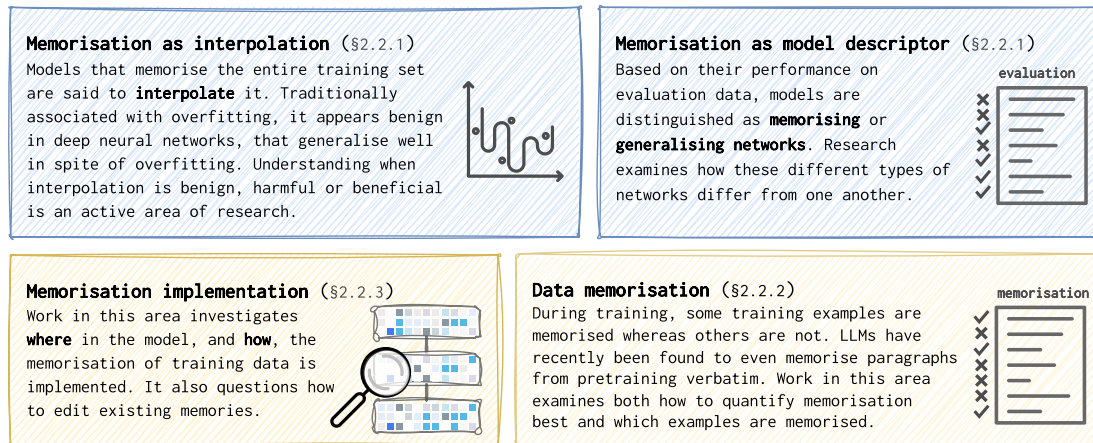 Memorisation as interpolation (§2.2.1)
Models that memorise the entire training set
are said to interpolate it. Traditionally
associated with overfitting, it appears benign
in deep neural networks, that generalise well
in spite of overfitting. Understanding when
interpolation is benign, harmful or beneficial
is an active area of research.
Memorisation as model descriptor (§2.2.1)
Based on their performance on
evaluation data, models are
distinguished as memorising or
generalising networks. Research
examines how these different types of
networks differ from one another.
evaluation
Memorisation implementation (§2.2.3)
Work in this area investigates
where in the model, and how, the
memorisation of training data is
implemented. It also questions how
to edit existing memories.
Data memorisation (§2.2.2)
During training, some training examples are
memorised whereas others are not. LLMs have
recently been found to even memorise paragraphs
from pretraining verbatim. Work in this area
examines both how to quantify memorisation
best and which examples are memorised.
memorisation